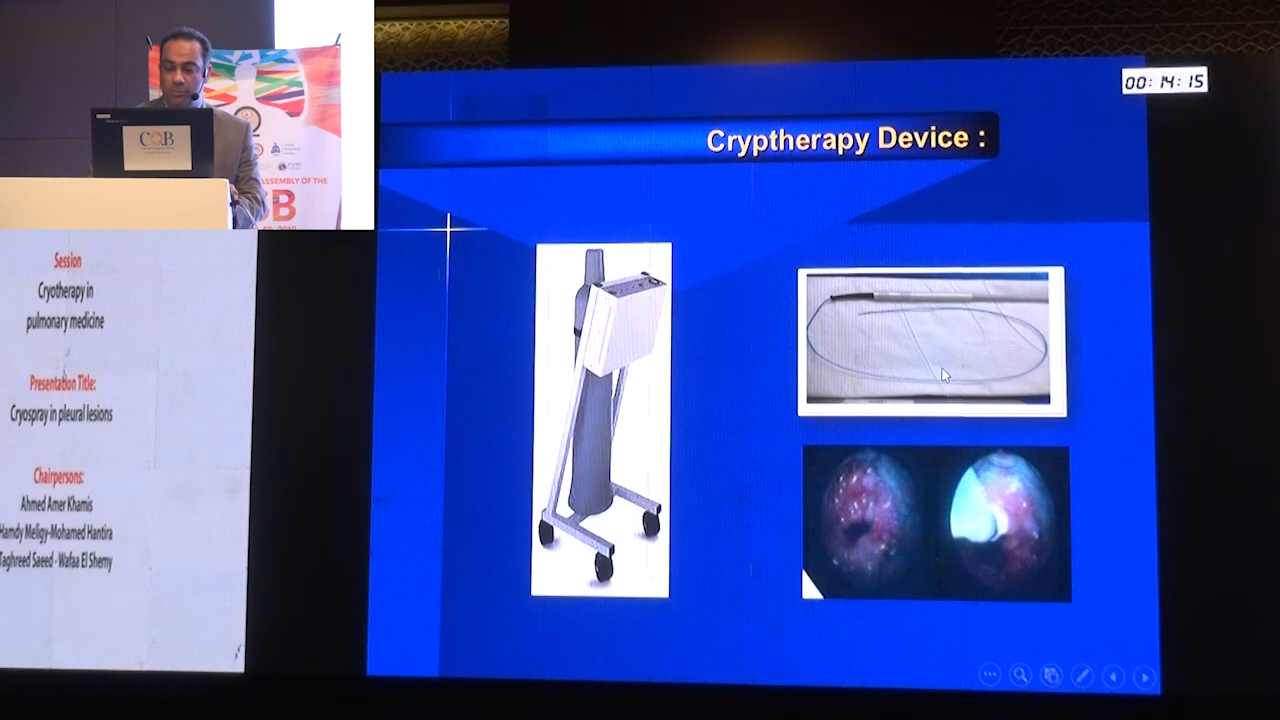 COB
ASSEMBLY OF THE
Session
Cryotherapy in
pulmonary medicine
Presentation Title:
Cryospray in pleural lesions
Chairpersons:
Ahmed Amer Khamis
Hamdy Meligy-Mohamed Hantira
Taghreed Saeed - Wafaa El Shemy
00:14:15
Cryptherapy Device :